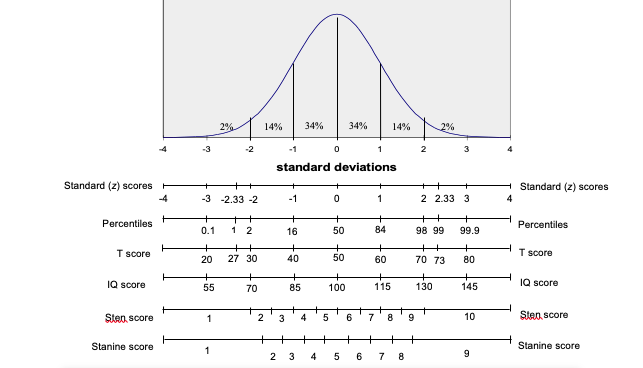 2% 14% 34% 34% 14% 2%
-4 -3 -2 -1 0 1 2 3 4
standard deviations
Standard (z) scores -4 -3 -2.33 -2 -1 0 1 2 2.33 3 4 Standard (z) scores
Percentiles 0.1 1 2 16 50 84 98 99 99.9 Percentiles
T score 20 27 30 40 50 60 70 73 80 T score
IQ score 55 70 85 100 115 130 145 IQ score
Sten score 1 2 3 4 5 6 7 8 9 10 Sten score
Stanine score 1 2 3 4 5 6 7 8 9 Stanine score